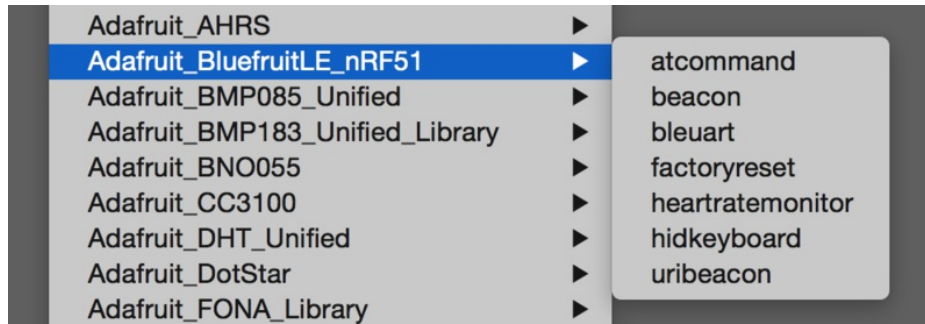 Adafruit_AHRS
Adafruit_BluefruitLE_nRF51
Adafruit_BMP085_Unified
Adafruit_BMP183_Unified_Library
Adafruit_BNO055
Adafruit_CC3100
Adafruit_DHT_Unified
Adafruit_DotStar
Adafruit_FONA_Library
atcommand
beacon
bleuart
factoryreset
heartratemonitor
hidkeyboard
uribeacon